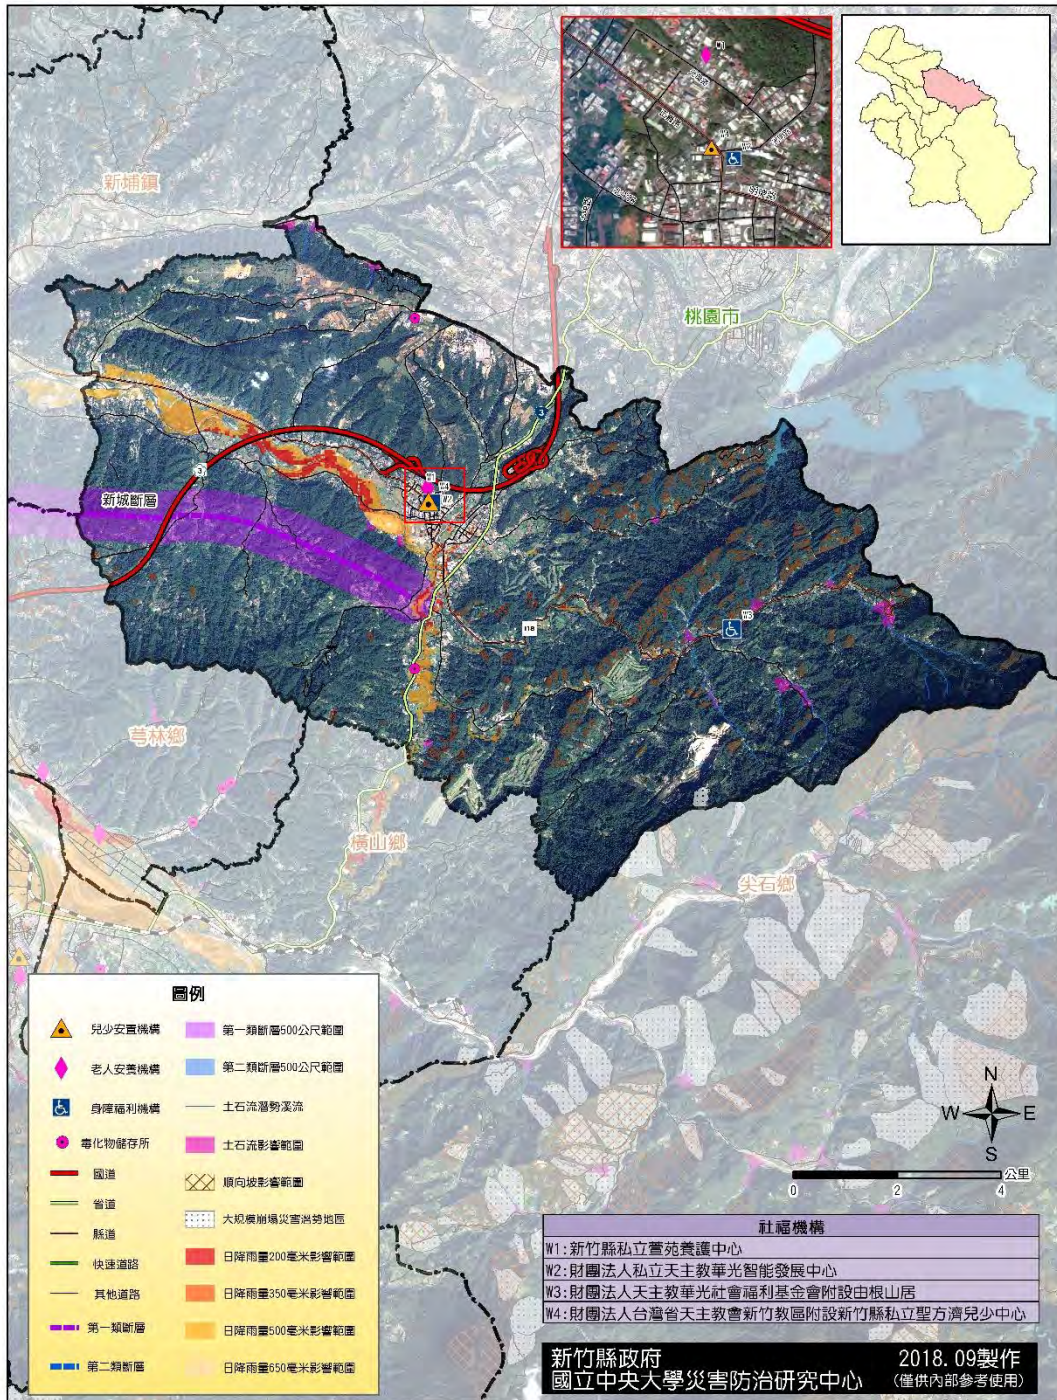 W1
W4
W2
新埔鎮
桃園市
3
3
W1
W4
W2
新城斷層
118
W3
芎林鄉
橫山鄉
尖石鄉
圖例
兒少安置機構
老人安養機構
身障福利機構
毒化物儲存所
國道
省道
縣道
快速道路
其他道路
第一類斷層
第二類斷層
第一類斷層500公尺範圍
第二類斷層500公尺範圍
土石流潛勢溪流
土石流影響範圍
順向坡影響範圍
大規模崩塌災害潛勢地區
日降雨量200毫米影響範圍
日降雨量350毫米影響範圍
日降雨量500毫米影響範圍
日降雨量650毫米影響範圍
N
W E
S
公里
0 2 4
社福機構
W1:新竹縣私立萱苑養護中心
W2:財團法人私立天主教華光智能發展中心
W3:財團法人天主教華光社會福利基金會附設由根山居
W4:財團法人台灣省天主教會新竹教區附設新竹縣私立聖方濟兒少中心
新竹縣政府 2018.09製作
國立中央大學災害防治研究中心 (僅供內部參考使用)